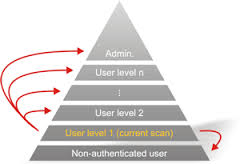 Admin.
User level n
⋮
User level 2
User level 1 (current scan)
Non-authenticated user